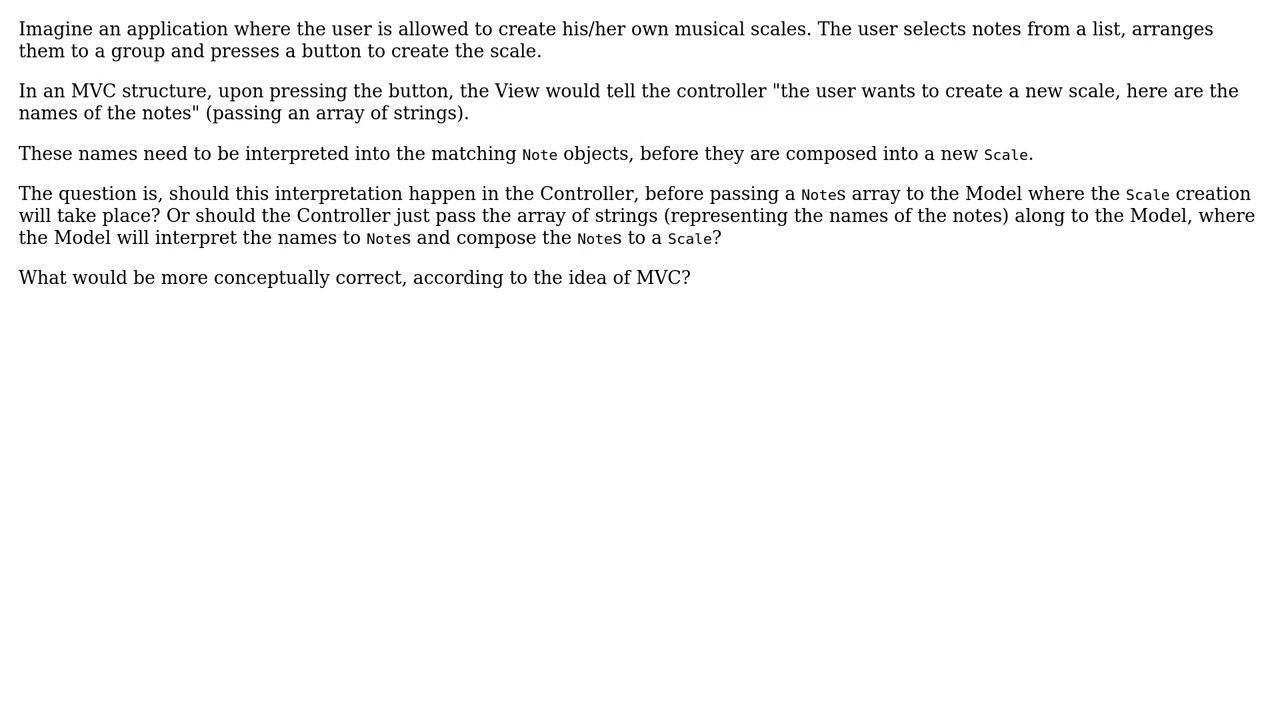 Imagine an application where the user is allowed to create his/her own musical scales. The user selects notes from a list, arranges
them to a group and presses a button to create the scale.
In an MVC structure, upon pressing the button, the View would tell the controller "the user wants to create a new scale, here are the
names of the notes" (passing an array of strings).
These names need to be interpreted into the matching Note objects, before they are composed into a new Scale.
The question is, should this interpretation happen in the Controller, before passing a Notes array to the Model where the Scale creation
will take place? Or should the Controller just pass the array of strings (representing the names of the notes) along to the Model, where
the Model will interpret the names to Notes and compose the Notes to a Scale?
What would be more conceptually correct, according to the idea of MVC?